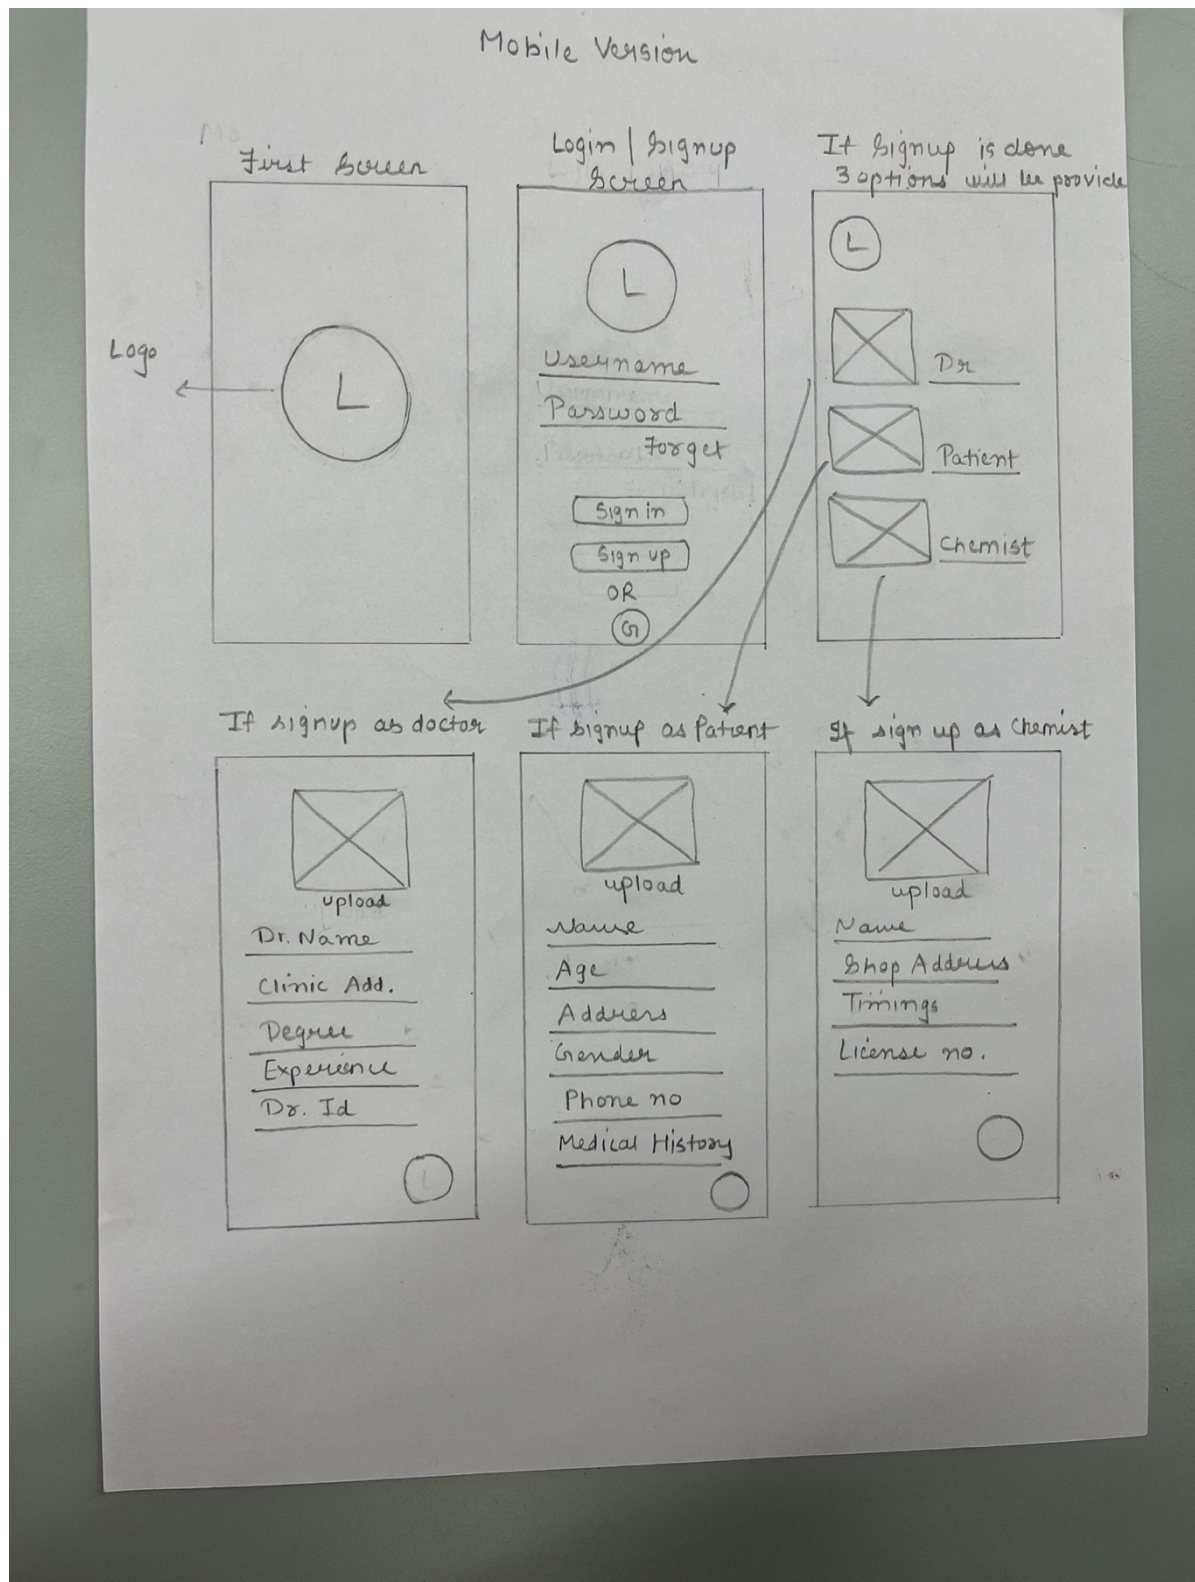 Mobile Version
First Screen
Login | Signup
Screen
If Signup is done
3 options will be provide
Logo
L
L
Username
Password
Forget
Sign in
Sign up
OR
G
L
Dr
Patient
Chemist
If signup as doctor
upload
Dr. Name
Clinic Add.
Degree
Experience
Dr. Id
If signup as Patient
upload
Name
Age
Address
Gender
Phone no
Medical History
If sign up as Chemist
upload
Name
Shop Address
Timings
License no.